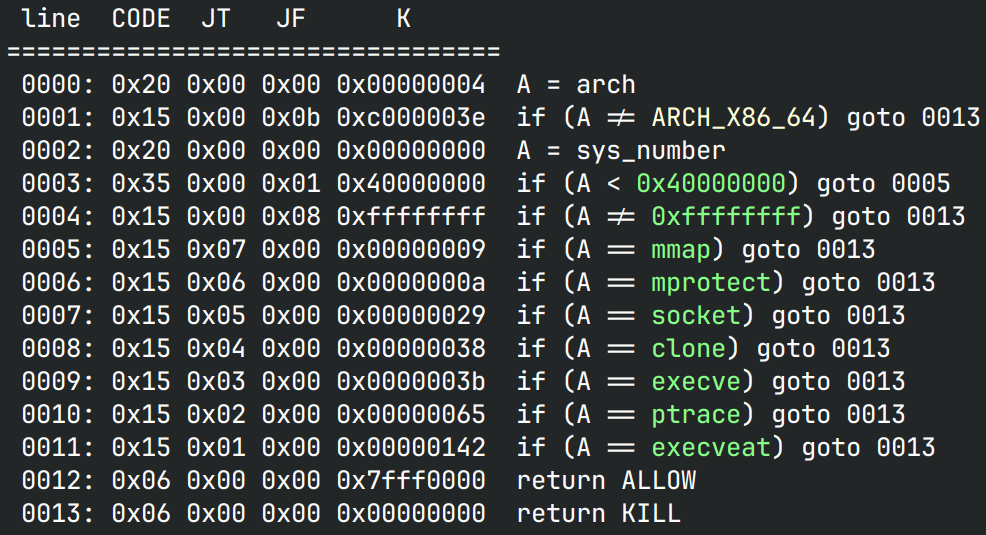 line  CODE  JT   JF      K
=================================
0000: 0x20 0x00 0x00 0x00000004  A = arch
0001: 0x15 0x00 0x0b 0xc000003e  if (A != ARCH_X86_64) goto 0013
0002: 0x20 0x00 0x00 0x00000000  A = sys_number
0003: 0x35 0x00 0x01 0x40000000  if (A < 0x40000000) goto 0005
0004: 0x15 0x00 0x08 0xffffffff  if (A != 0xffffffff) goto 0013
0005: 0x15 0x07 0x00 0x00000009  if (A == mmap) goto 0013
0006: 0x15 0x06 0x00 0x0000000a  if (A == mprotect) goto 0013
0007: 0x15 0x05 0x00 0x00000029  if (A == socket) goto 0013
0008: 0x15 0x04 0x00 0x00000038  if (A == clone) goto 0013
0009: 0x15 0x03 0x00 0x0000003b  if (A == execve) goto 0013
0010: 0x15 0x02 0x00 0x00000065  if (A == ptrace) goto 0013
0011: 0x15 0x01 0x00 0x00000142  if (A == execveat) goto 0013
0012: 0x06 0x00 0x00 0x7fff0000  return ALLOW
0013: 0x06 0x00 0x00 0x00000000  return KILL